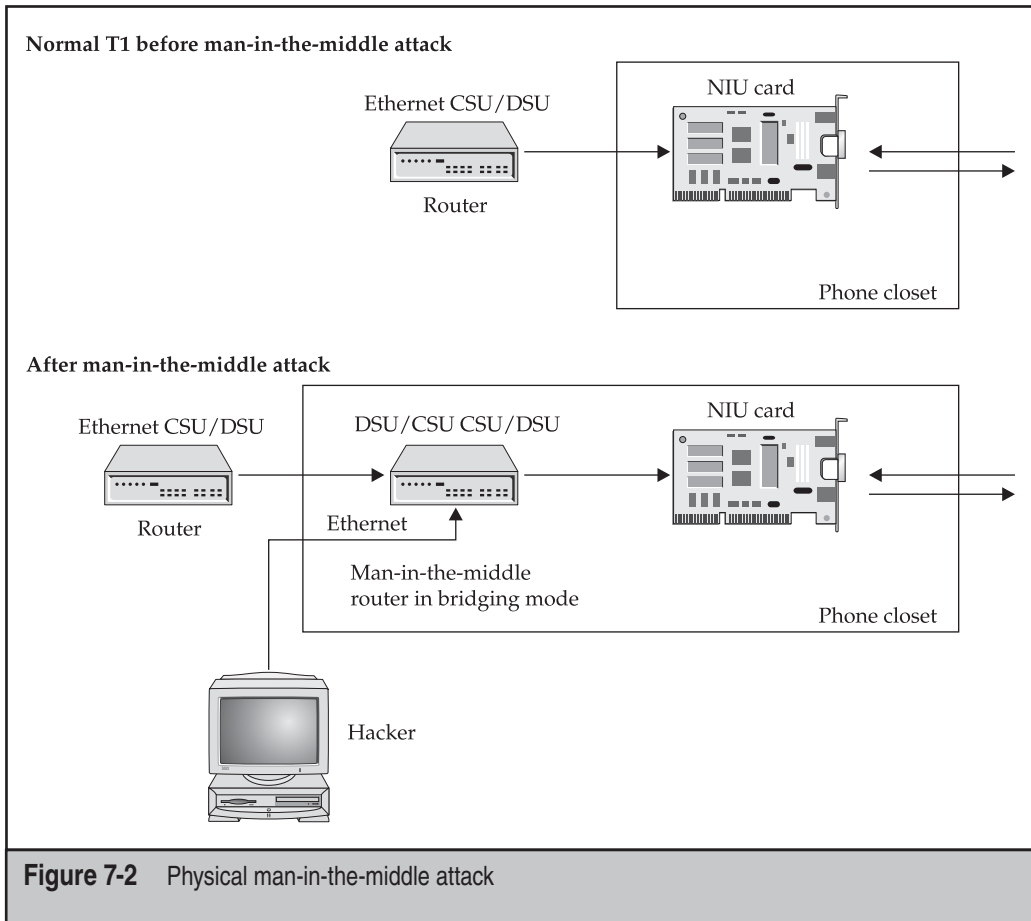 Normal T1 before man-in-the-middle attack
NIU card
Ethernet CSU/DSU
Router
Phone closet
After man-in-the-middle attack
NIU card
Ethernet CSU/DSU
DSU/CSU CSU/DSU
Ethernet
Router
Man-in-the-middle
router in bridging mode
Phone closet
Hacker
Figure 7-2 Physical man-in-the-middle attack